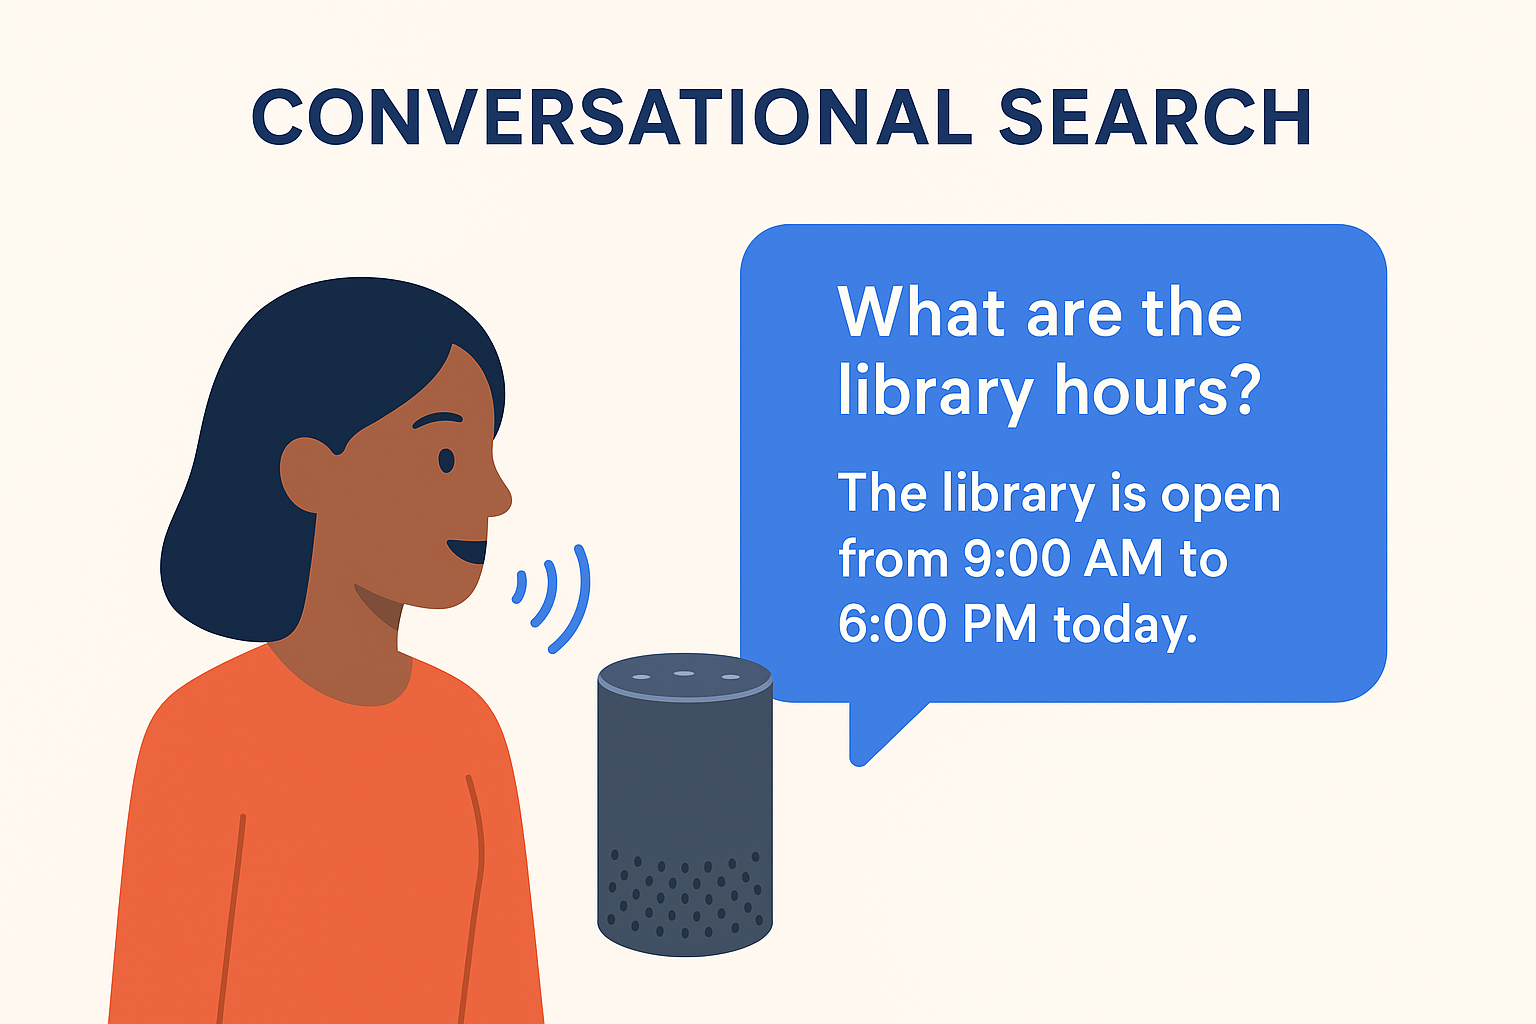 CONVERSATIONAL SEARCH
What are the
library hours?
The library is open
from 9:00 AM to
6:00 PM today.